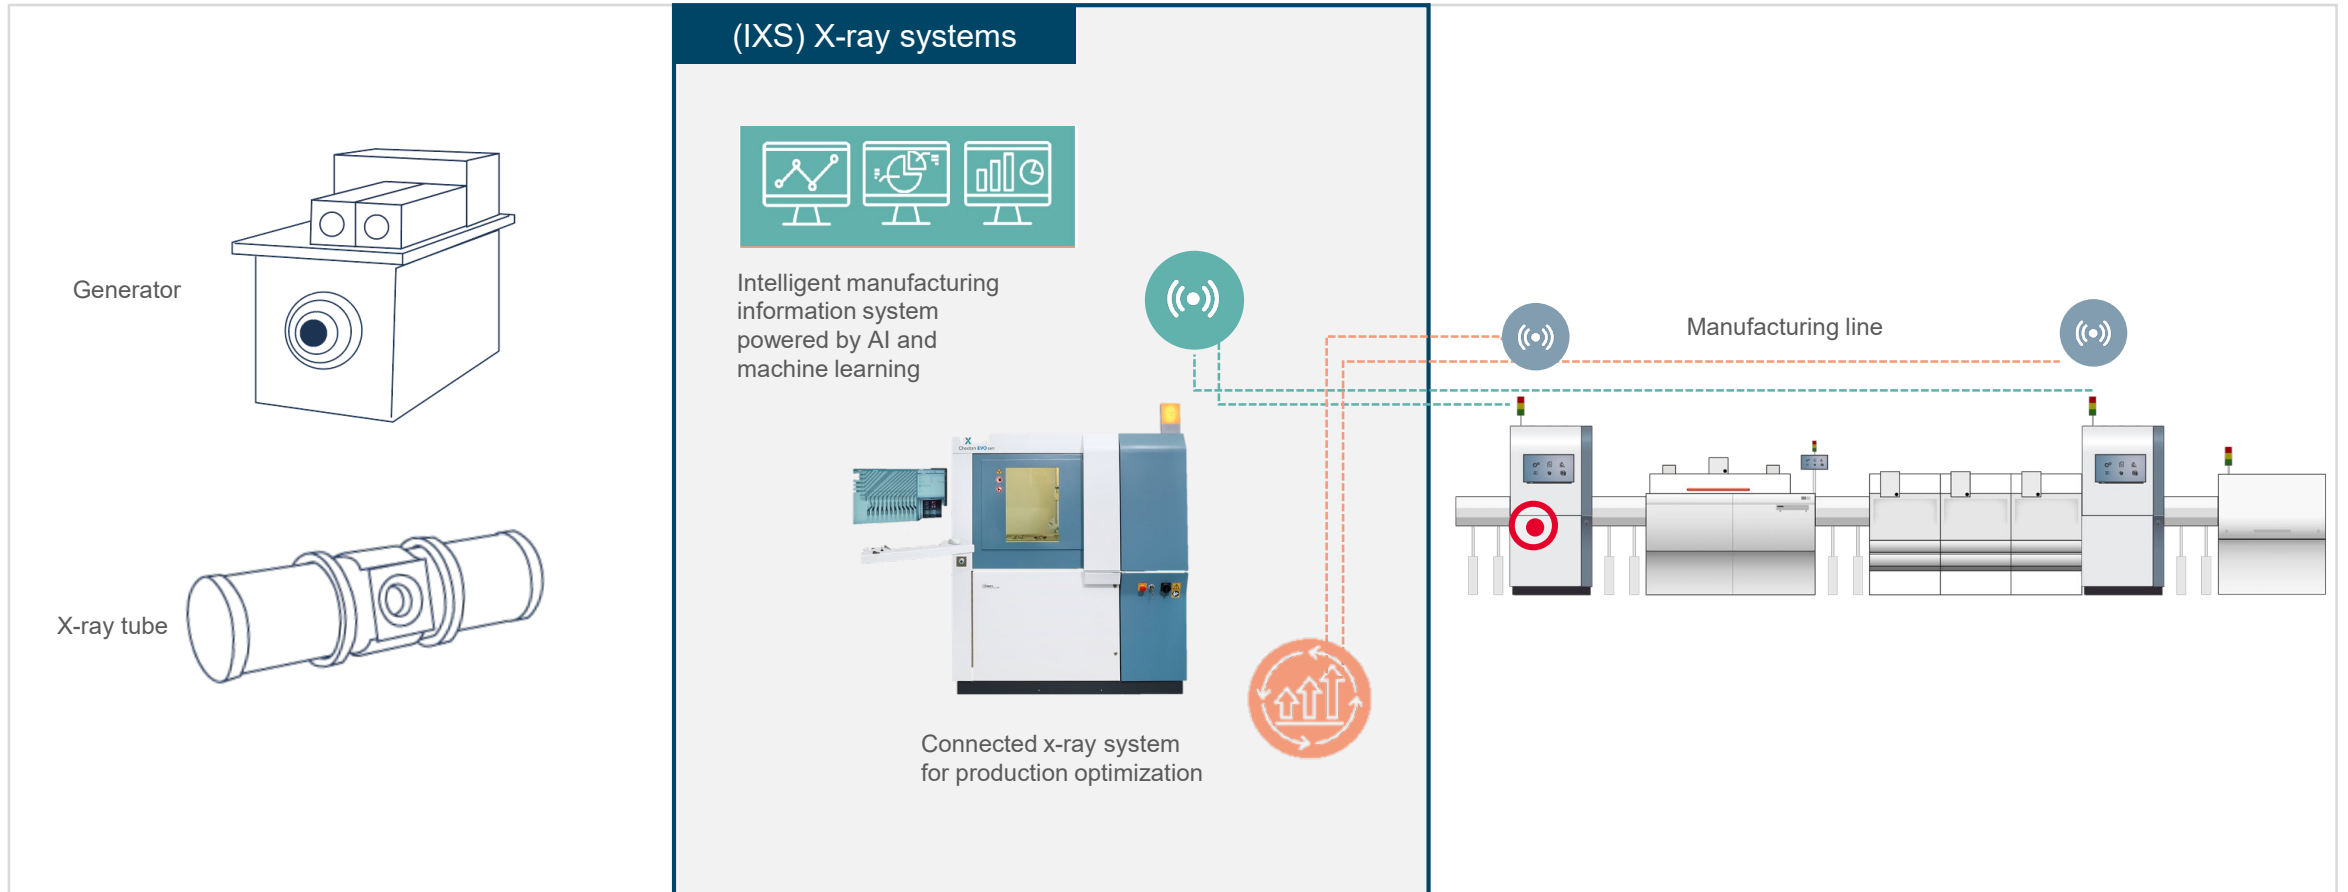 (IXS) X-ray systems
Generator
X-ray tube
Intelligent manufacturing
information system
powered by AI and
machine learning
Connected x-ray system
for production optimization
Manufacturing line